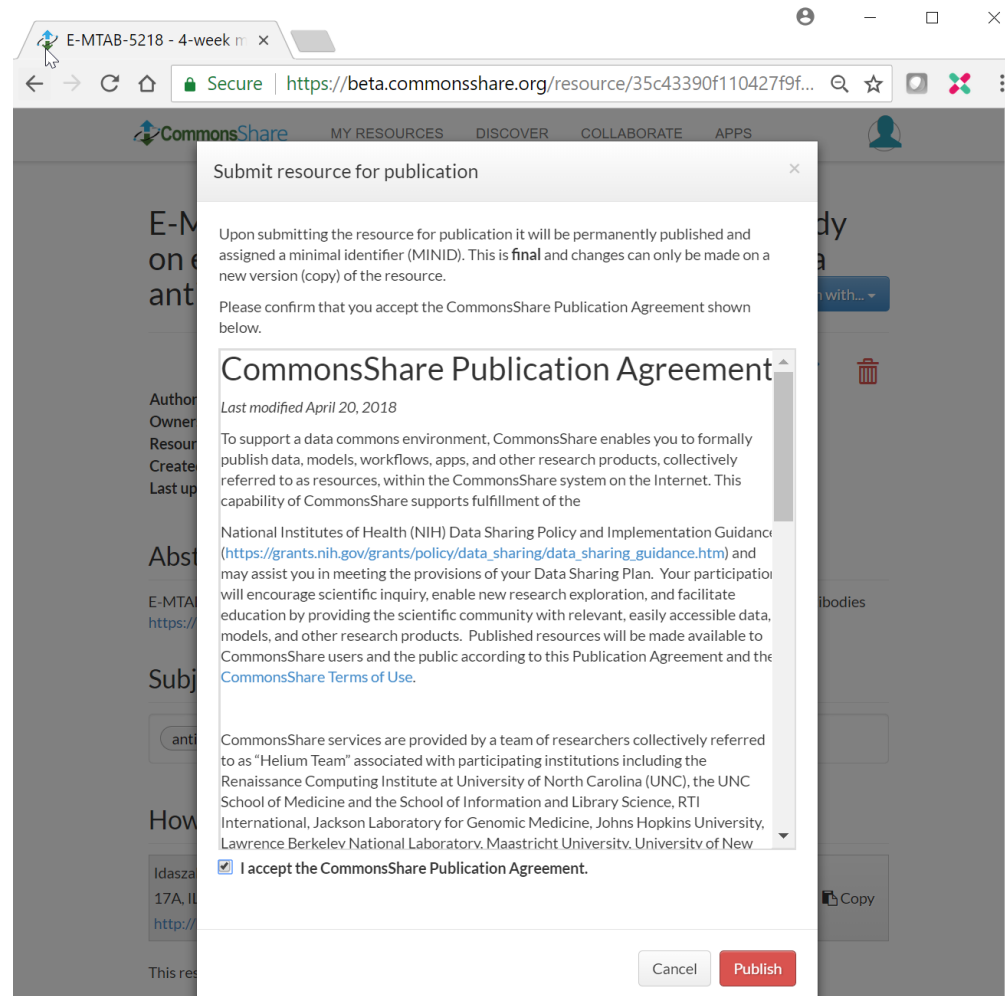 E-MTAB-5218 - 4-week m
Secure | https://beta.commonsshare.org/resource/35c43390f110427f9f...
CommonsShare MY RESOURCES DISCOVER COLLABORATE APPS
Submit resource for publication ×
E-M dy
on e a
ant n with...
Upon submitting the resource for publication it will be permanently published and
assigned a minimal identifier (MINID). This is final and changes can only be made on a
new version (copy) of the resource.
Please confirm that you accept the CommonsShare Publication Agreement shown
below.
CommonsShare Publication Agreement
Last modified April 20, 2018
Author
Owner
Resour
Create
Last up
To support a data commons environment, CommonsShare enables you to formally
publish data, models, workflows, apps, and other research products, collectively
referred to as resources, within the CommonsShare system on the Internet. This
capability of CommonsShare supports fulfillment of the
National Institutes of Health (NIH) Data Sharing Policy and Implementation Guidance
(https://grants.nih.gov/grants/policy/data_sharing/data_sharing_guidance.htm) and
may assist you in meeting the provisions of your Data Sharing Plan. Your participation
will encourage scientific inquiry, enable new research exploration, and facilitate
education by providing the scientific community with relevant, easily accessible data,
models, and other research products. Published resources will be made available to
CommonsShare users and the public according to this Publication Agreement and the
CommonsShare Terms of Use.
Abst
E-MTA ibodies
https://
Subj
anti
CommonsShare services are provided by a team of researchers collectively referred
to as “Helium Team” associated with participating institutions including the
Renaissance Computing Institute at University of North Carolina (UNC), the UNC
School of Medicine and the School of Information and Library Science, RTI
International, Jackson Laboratory for Genomic Medicine, Johns Hopkins University,
Lawrence Berkeley National Laboratory, Maastricht University, University of New
How
I accept the CommonsShare Publication Agreement.
Idasza
17A, IL Copy
http://
This res
Cancel Publish